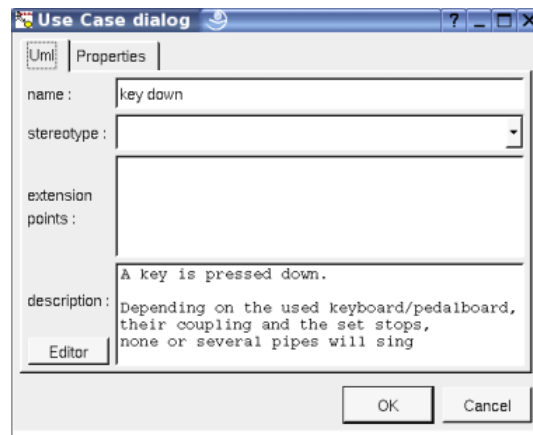 Use Case dialog
Uml
Properties
name :
key down
stereotype :
extension
points :
description :
A key is pressed down.
Depending on the used keyboard/pedalboard,
their coupling and the set stops,
none or several pipes will sing
Editor
OK
Cancel